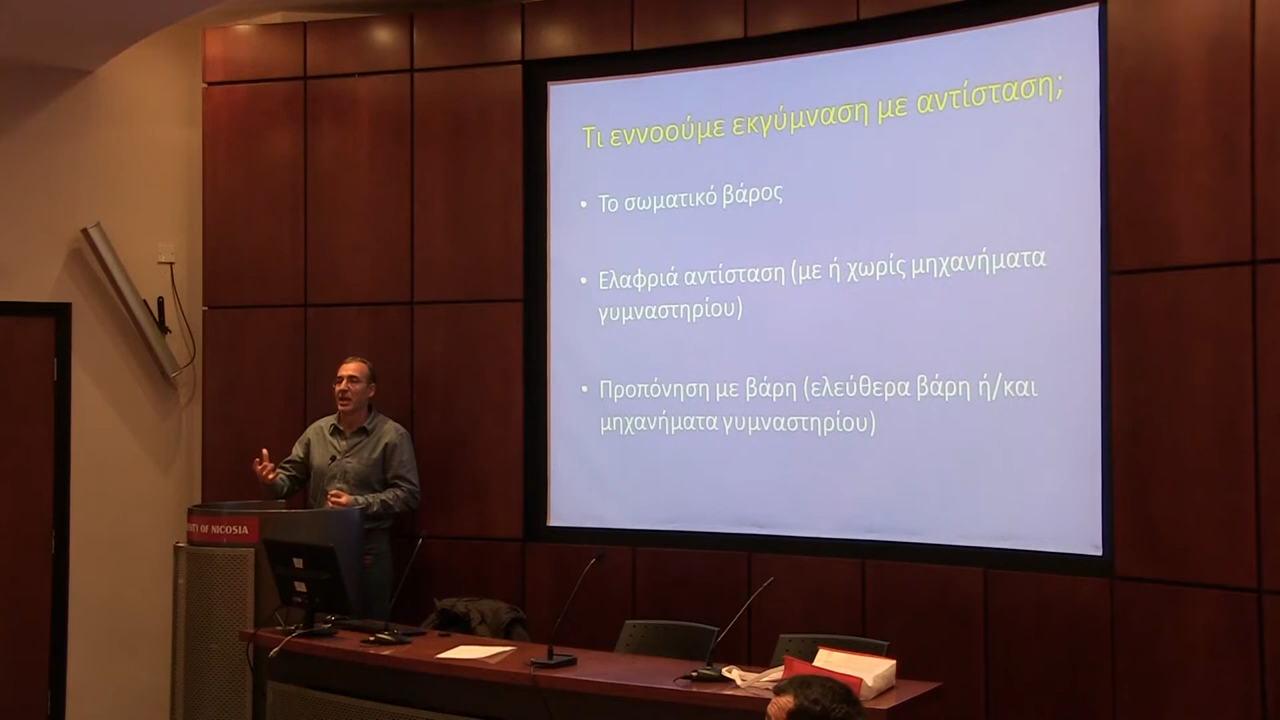 Τι εννοούμε εκγύμναση με αντίσταση;
• Το σωματικό βάρος
• Ελαφριά αντίσταση (με ή χωρίς μηχανήματα
γυμναστηρίου)
• Προπόνηση με βάρη (ελεύθερα βάρη ή/και
μηχανήματα γυμναστηρίου)
OF NICOSIA